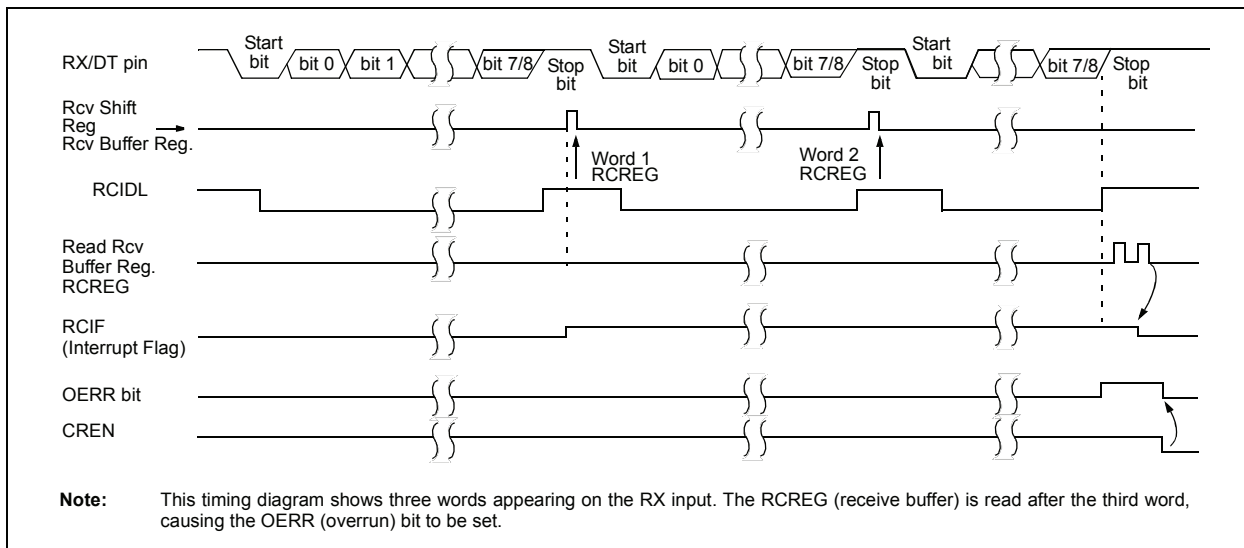 RX/DT pin
Start
bit
bit 0
bit 1
bit 7/8
Stop
bit
Start
bit
bit 0
bit 7/8
Stop
bit
Start
bit
bit 7/8
Stop
bit
Rcv Shift
Reg
Rcv Buffer Reg.
Word 1
RCREG
Word 2
RCREG
RCIDL
Read Rcv
Buffer Reg.
RCREG
RCIF
(Interrupt Flag)
OERR bit
CREN
Note: This timing diagram shows three words appearing on the RX input. The RCREG (receive buffer) is read after the third word,
causing the OERR (overrun) bit to be set.